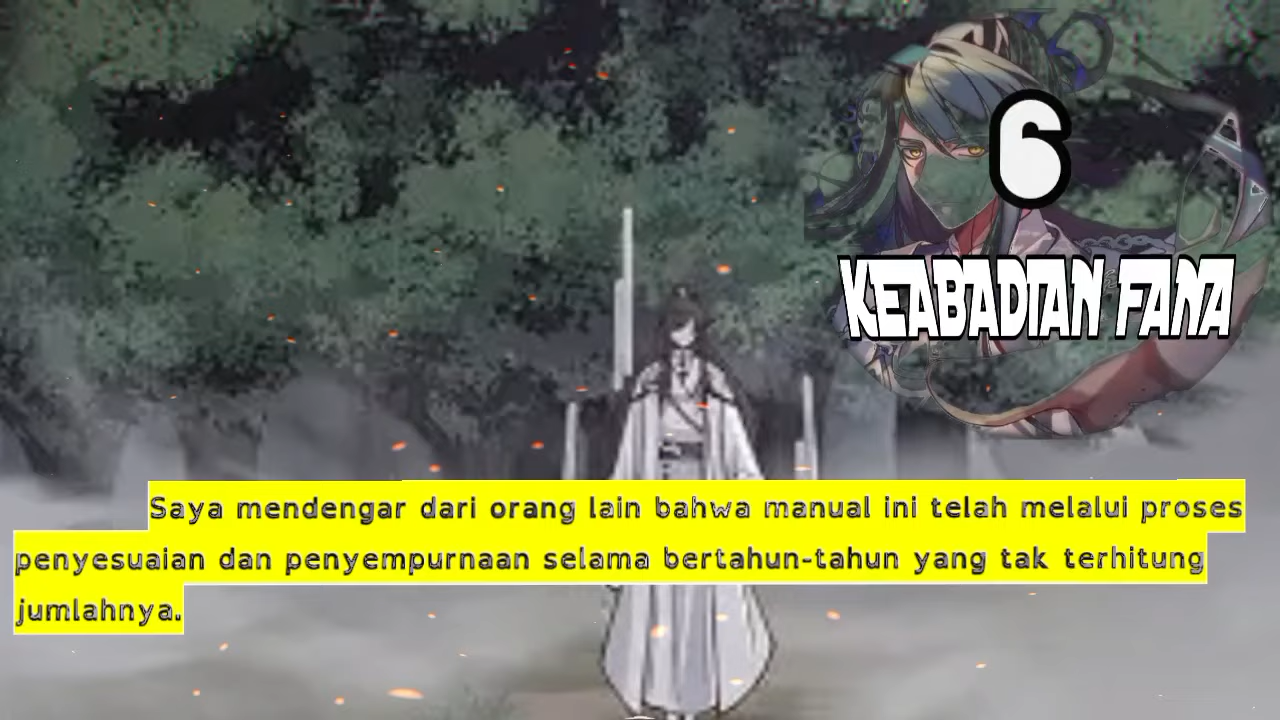 6
KEABADIAN FANA
Saya mendengar dari orang lain bahwa manual ini telah melalui proses
penyesuaian dan penyempurnaan selama bertahun-tahun yang tak terhitung
jumlahnya.